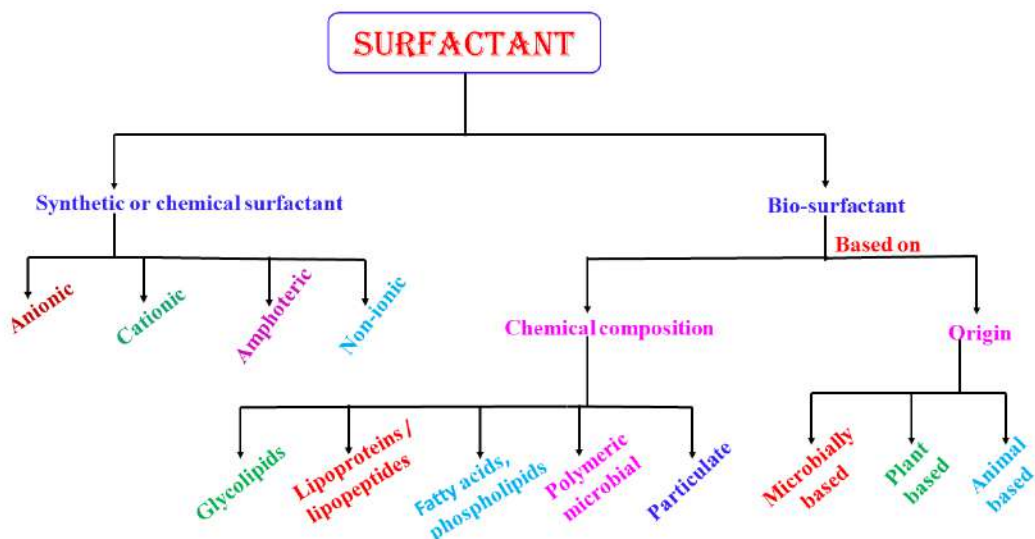 SURFACTANT
Synthetic or chemical surfactant
Bio-surfactant
Based on
Anionic
Cationic
Amphoteric
Non-ionic
Chemical composition
Origin
Glycolipids
Lipoproteins /
lipopeptides
Fatty acids,
phospholipids
Polymeric
microbial
Particulate
Microbially
based
Plant
based
Animal
based